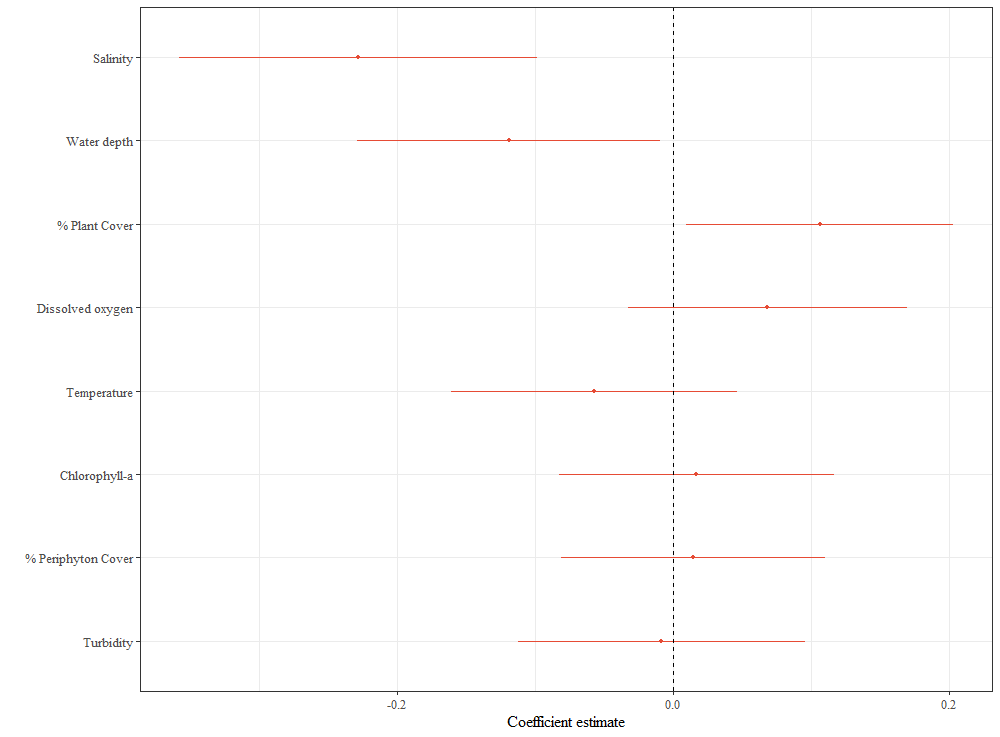 Salinity
Water depth
% Plant Cover
Dissolved oxygen
Temperature
Chlorophyll-a
% Periphyton Cover
Turbidity
-0.2
0.0
0.2
Coefficient estimate